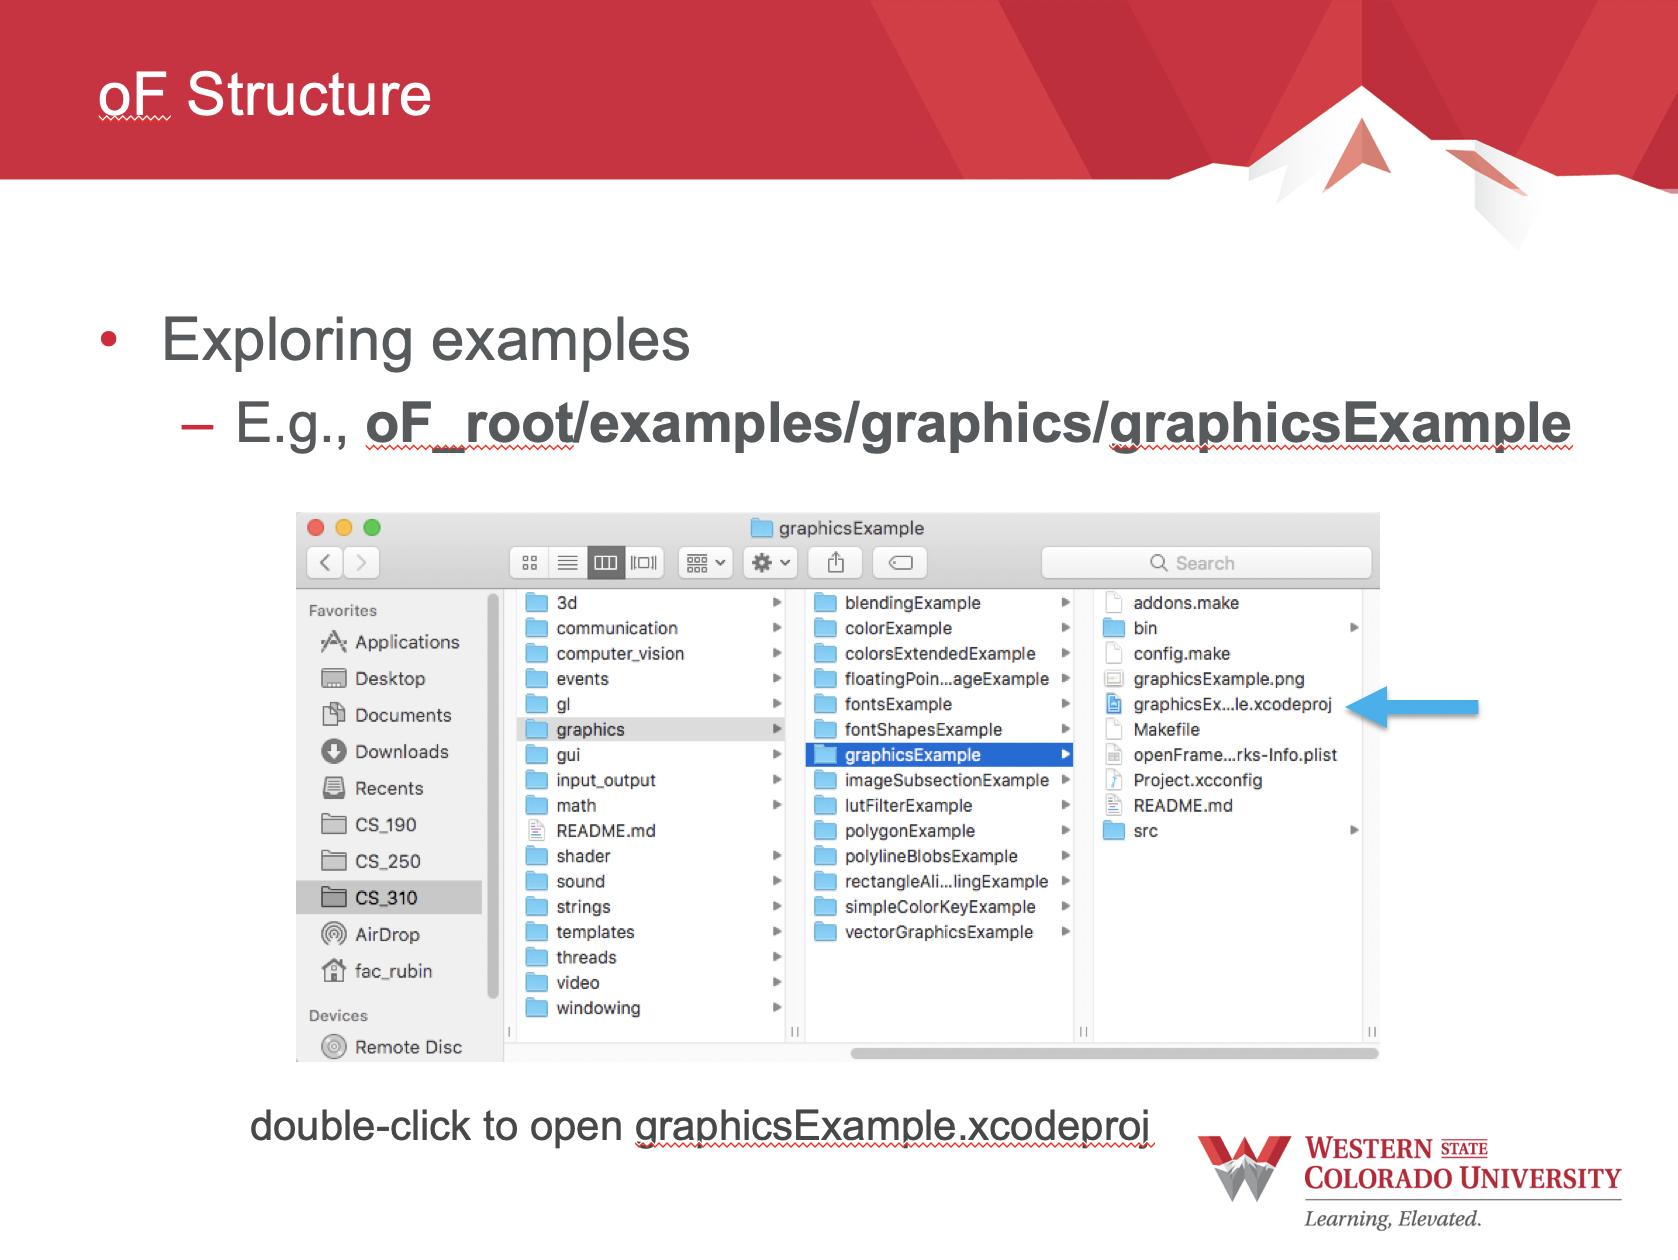 oF Structure
• Exploring examples
– E.g., oF_root/examples/graphics/graphicsExample
graphicsExample
Search
Favorites
Applications
Desktop
Documents
Downloads
Recents
CS_190
CS_250
CS_310
AirDrop
fac_rubin
Devices
Remote Disc
3d
communication
computer_vision
events
gl
graphics
gui
input_output
math
README.md
shader
sound
strings
templates
threads
video
windowing
blendingExample
colorExample
colorsExtendedExample
floatingPoin...ageExample
fontsExample
fontShapesExample
graphicsExample
imageSubsectionExample
lutFilterExample
polygonExample
polylineBlobsExample
rectangleAli...lingExample
simpleColorKeyExample
vectorGraphicsExample
addons.make
bin
config.make
graphicsExample.png
graphicsEx...le.xcodeproj
Makefile
openFrame...rks-Info.plist
Project.xcconfig
README.md
src
double-click to open graphicsExample.xcodeproj
WESTERN STATE
COLORADO UNIVERSITY
Learning, Elevated.